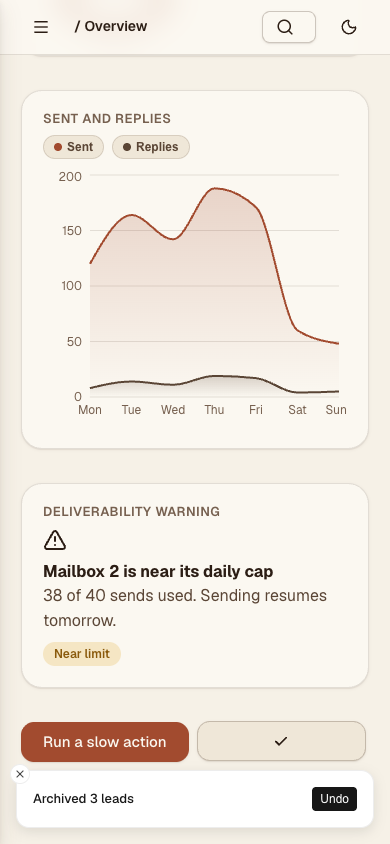 / Overview
SENT AND REPLIES
Sent
Replies
200
150
100
50
0
Mon Tue Wed Thu Fri Sat Sun
DELIVERABILITY WARNING
Mailbox 2 is near its daily cap
38 of 40 sends used. Sending resumes
tomorrow.
Near limit
Run a slow action
Archived 3 leads
Undo